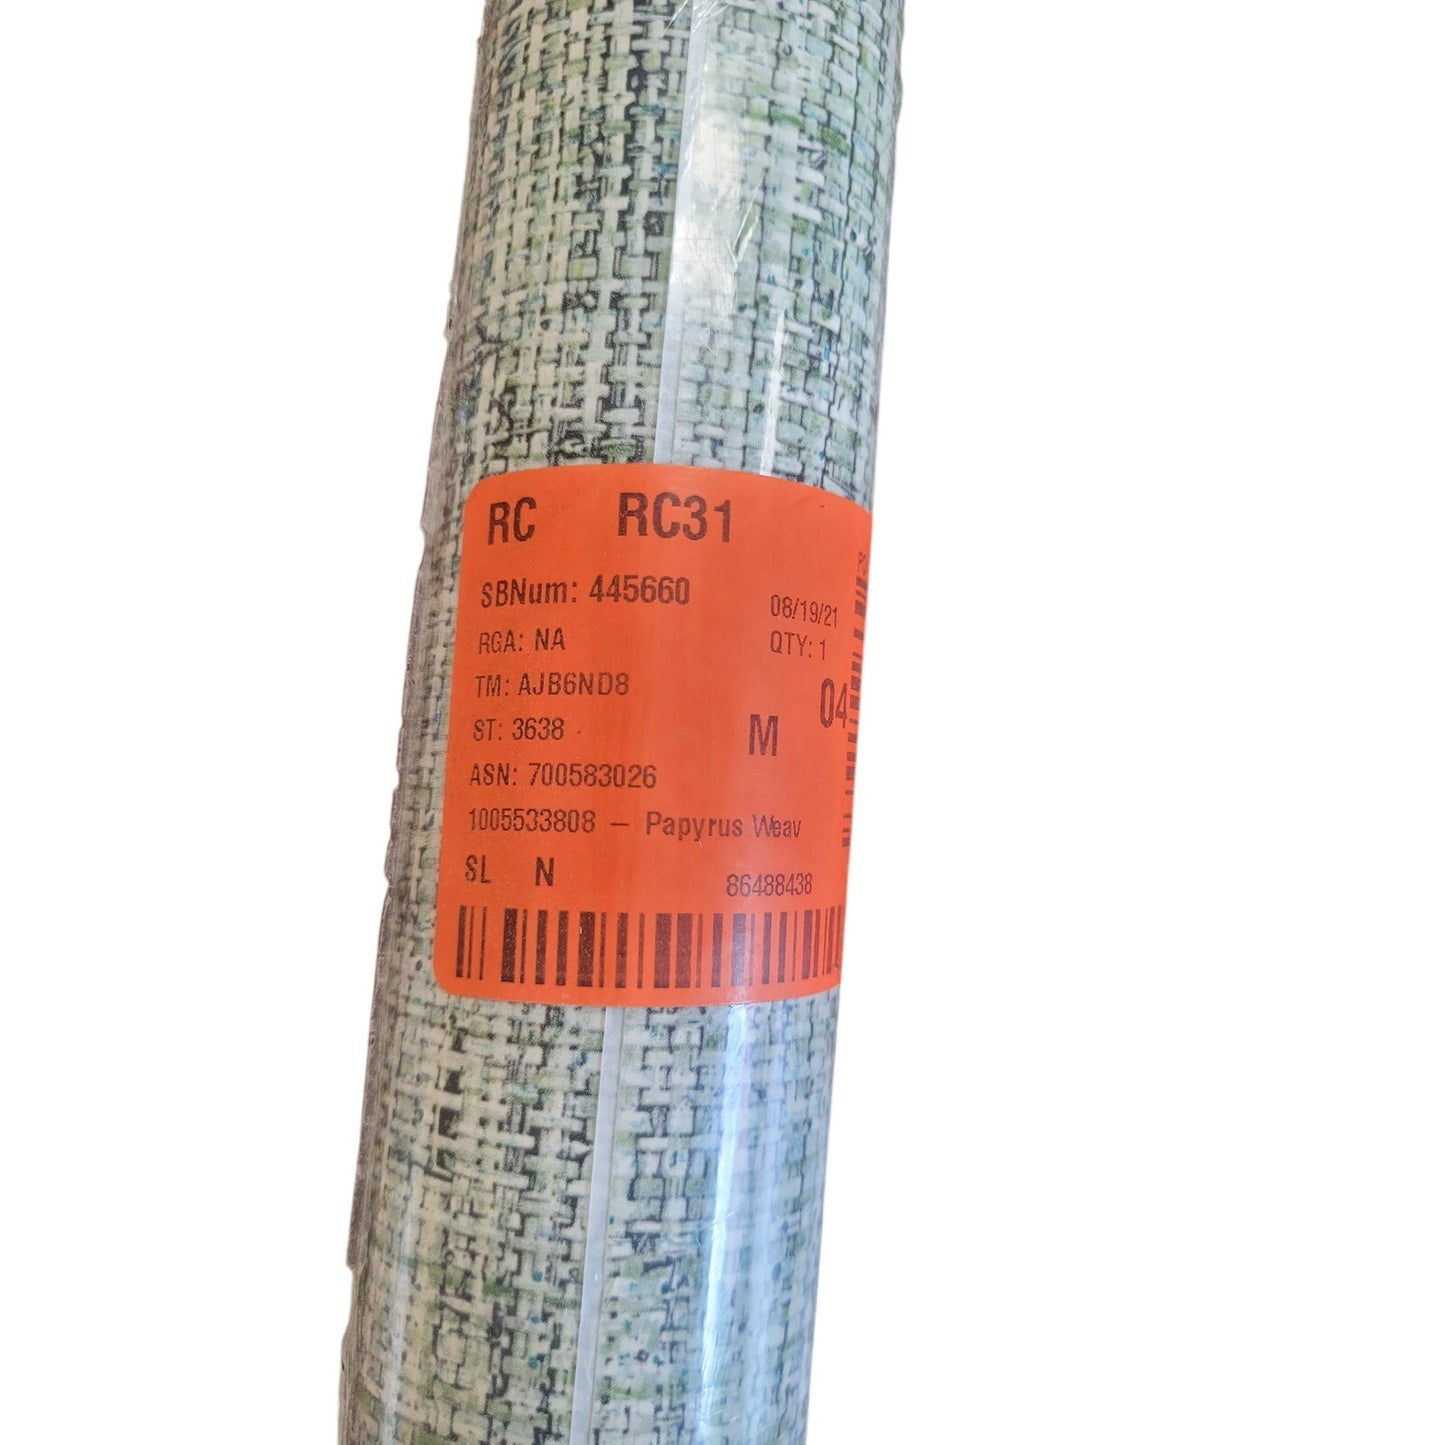 RC RC31
SBNum: 445660
08/19/21
RGA: NA
QTY: 1
TM: AJB6ND8
04
ST: 3638
M
ASN: 700583026
1005533808 – Papyrus Weav
SL N
86488438